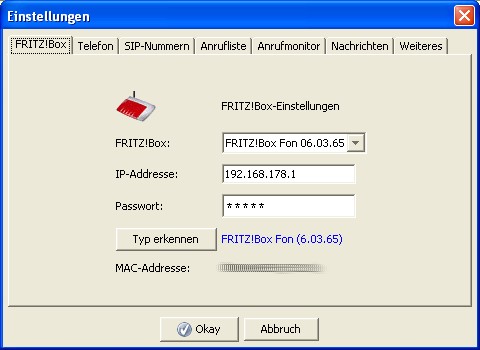 Einstellungen
FRITZ!Box Telefon SIP-Nummern Anrufliste Anrufmonitor Nachrichten Weiteres
FRITZ!Box-Einstellungen
FRITZ!Box: FRITZ!Box Fon 06.03.65
IP-Addresse: 192.168.178.1
Passwort: *****
Typ erkennen FRITZ!Box Fon (6.03.65)
MAC-Addresse:
Okay Abbruch